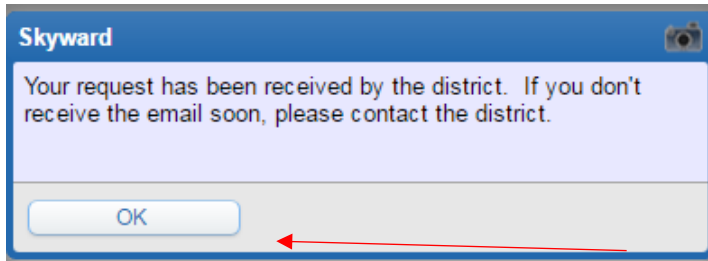 Skyward
Your request has been received by the district.  If you don't
receive the email soon, please contact the district.
OK